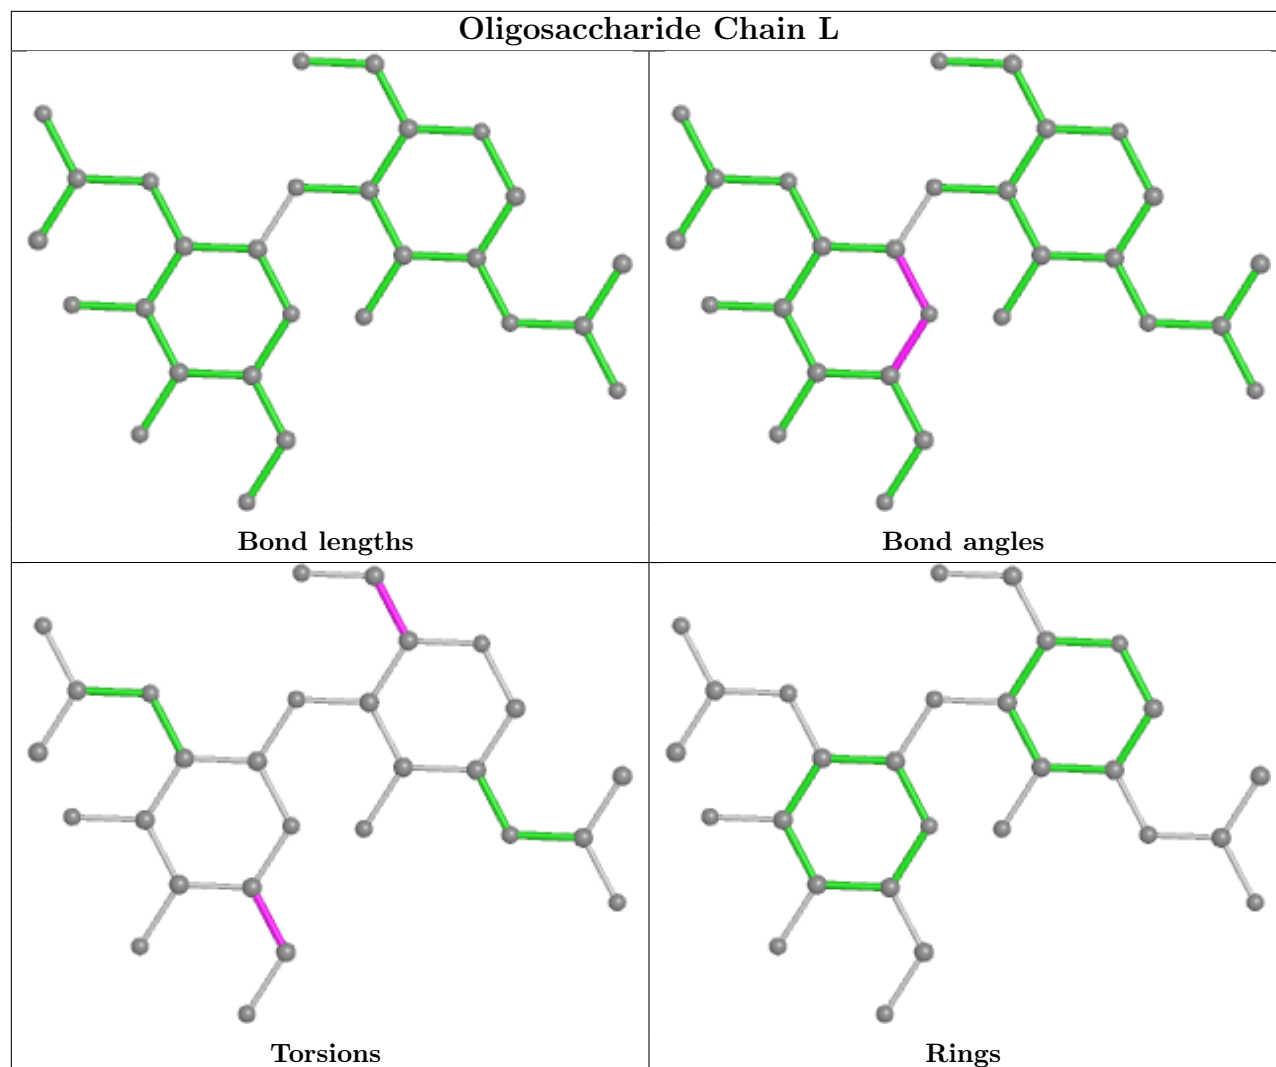 Oligosaccharide Chain L
Bond lengths
Bond angles
Torsions
Rings